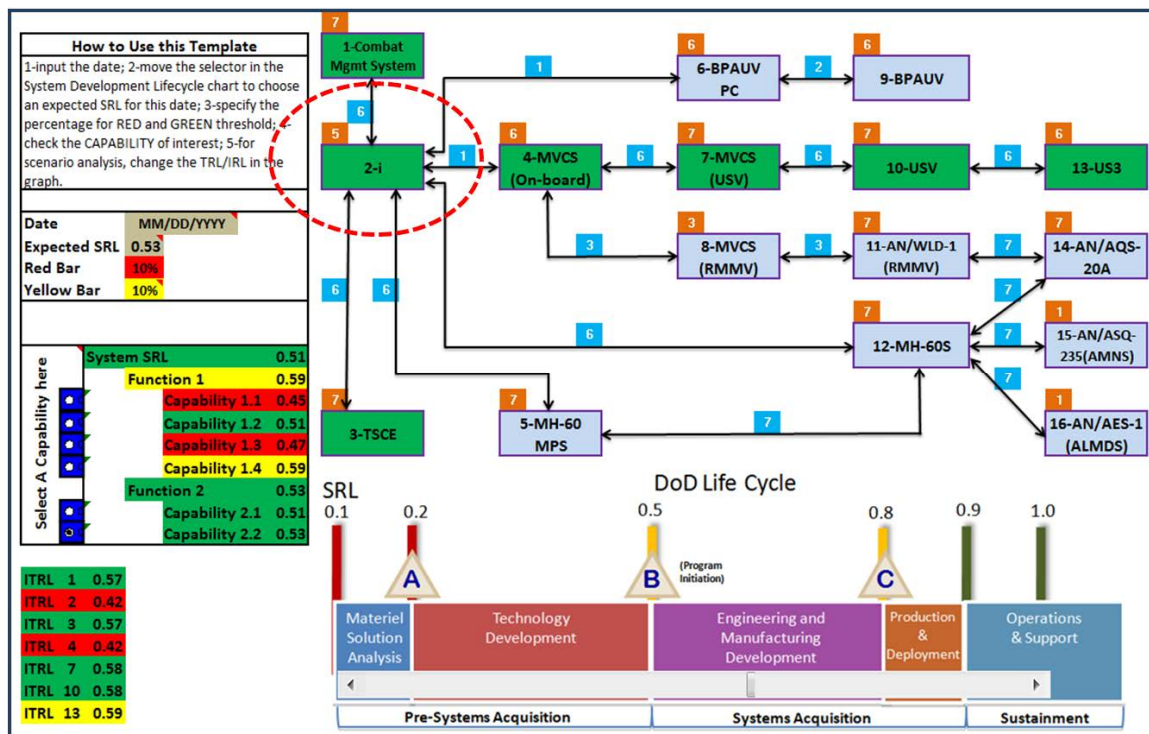 How to Use this Template
1-input the date; 2-move the selector in the
System Development Lifecycle chart to choose
an expected SRL for this date; 3-specify the
percentage for RED and GREEN threshold; 4-
check the CAPABILITY of interest; 5-for
scenario analysis, change the TRL/IRL in the
graph.
Date MM/DD/YYYY
Expected SRL 0.53
Red Bar 10%
Yellow Bar 10%
Select A Capability here
System SRL 0.51
Function 1 0.59
Capability 1.1 0.45
Capability 1.2 0.51
Capability 1.3 0.47
Capability 1.4 0.59
Function 2 0.53
Capability 2.1 0.51
Capability 2.2 0.53
ITRL 1 0.57
ITRL 2 0.42
ITRL 3 0.57
ITRL 4 0.42
ITRL 7 0.58
ITRL 10 0.58
ITRL 13 0.59
7
1-Combat
Mgmt System
6
5
2-i
1
1
6
6-BPAUV
PC
2
6
9-BPAUV
6
4-MVCS
(On-board)
6
7
7-MVCS
(USV)
6
7
10-USV
6
6
13-US3
3
3
8-MVCS
(RMMV)
3
7
11-AN/WLD-1
(RMMV)
7
7
14-AN/AQS-
20A
6
6
6
7
12-MH-60S
7
7
7
1
15-AN/ASQ-
235(AMNS)
7
3-TSCE
7
5-MH-60
MPS
7
1
16-AN/AES-1
(ALMDS)
SRL
DoD Life Cycle
0.1 0.2 0.5 0.8 0.9 1.0
A B C
(Program
Initiation)
Materiel
Solution
Analysis
Technology
Development
Engineering and
Manufacturing
Development
Production
&
Deployment
Operations
& Support
Pre-Systems Acquisition
Systems Acquisition
Sustainment